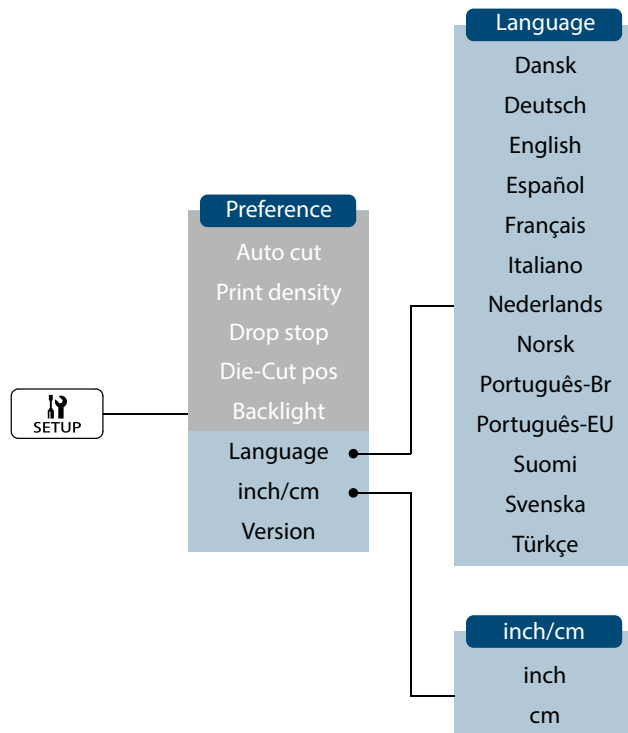 SETUP
Preference
Auto cut
Print density
Drop stop
Die-Cut pos
Backlight
Language
inch/cm
Version
Language
Dansk
Deutsch
English
Español
Français
Italiano
Nederlands
Norsk
Português-Br
Português-EU
Suomi
Svenska
Türkçe
inch/cm
inch
cm